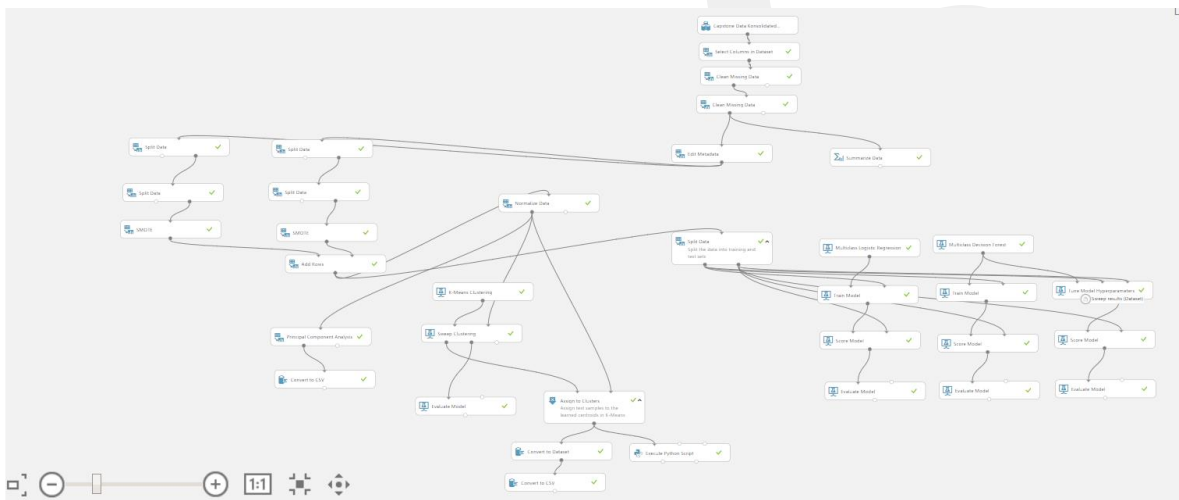 Capstone Data Konsolidated...
Select Columns in Dataset
Clean Missing Data
Clean Missing Data
Split Data
Split Data
Edit Metadata
Summarize Data
Split Data
Split Data
Normalize Data
SMOTE
SMOTE
Add Rows
Split Data
Split the data into training and
test sets
Multiclass Logistic Regression
Multiclass Decision Forest
K-Means Clustering
Train Model
Train Model
Tune Model Hyperparameters
Sweep results (Dataset)
Principal Component Analysis
Sweep Clustering
Score Model
Score Model
Score Model
Convert to CSV
Evaluate Model
Assign to Clusters
Assign test samples to the
learned centroids in K-Means
Evaluate Model
Evaluate Model
Evaluate Model
Convert to Dataset
Execute Python Script
Convert to CSV
1:1